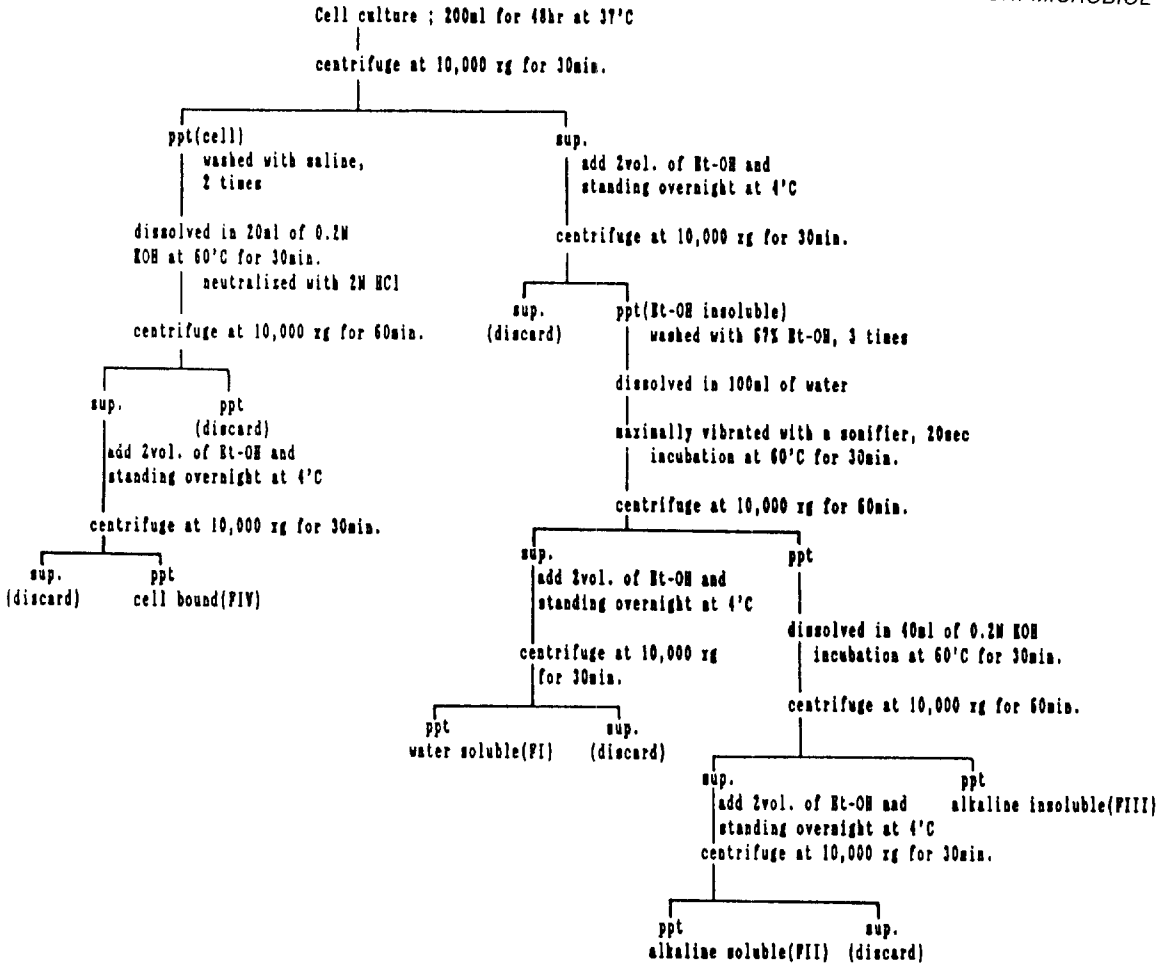 Cell culture ; 200ml for 48hr at 37°C
centrifuge at 10,000 xg for 30min.
ppt(cell)
washed with saline,
2 times
dissolved in 20ml of 0.2N
KOH at 60°C for 30min.
neutralized with 2N HCl
centrifuge at 10,000 xg for 60min.
sup.
ppt
(discard)
add 2vol. of Et-OH and
standing overnight at 4°C
centrifuge at 10,000 xg for 30min.
sup.
(discard)
ppt
cell bound(FIV)
sup.
add 2vol. of Et-OH and
standing overnight at 4°C
centrifuge at 10,000 xg for 30min.
sup.
(discard)
ppt(Et-OH insoluble)
washed with 67% Et-OH, 3 times
dissolved in 100ml of water
maximally vibrated with a sonifier, 20sec
incubation at 60°C for 30min.
centrifuge at 10,000 xg for 60min.
sup.
add 2vol. of Et-OH and
standing overnight at 4°C
centrifuge at 10,000 xg
for 30min.
ppt
water soluble(FI)
sup.
(discard)
ppt
dissolved in 40ml of 0.2N KOH
incubation at 60°C for 30min.
centrifuge at 10,000 xg for 60min.
sup.
add 2vol. of Et-OH and
standing overnight at 4°C
centrifuge at 10,000 xg for 30min.
ppt
alkaline insoluble(FIII)
ppt
alkaline soluble(FII)
sup.
(discard)